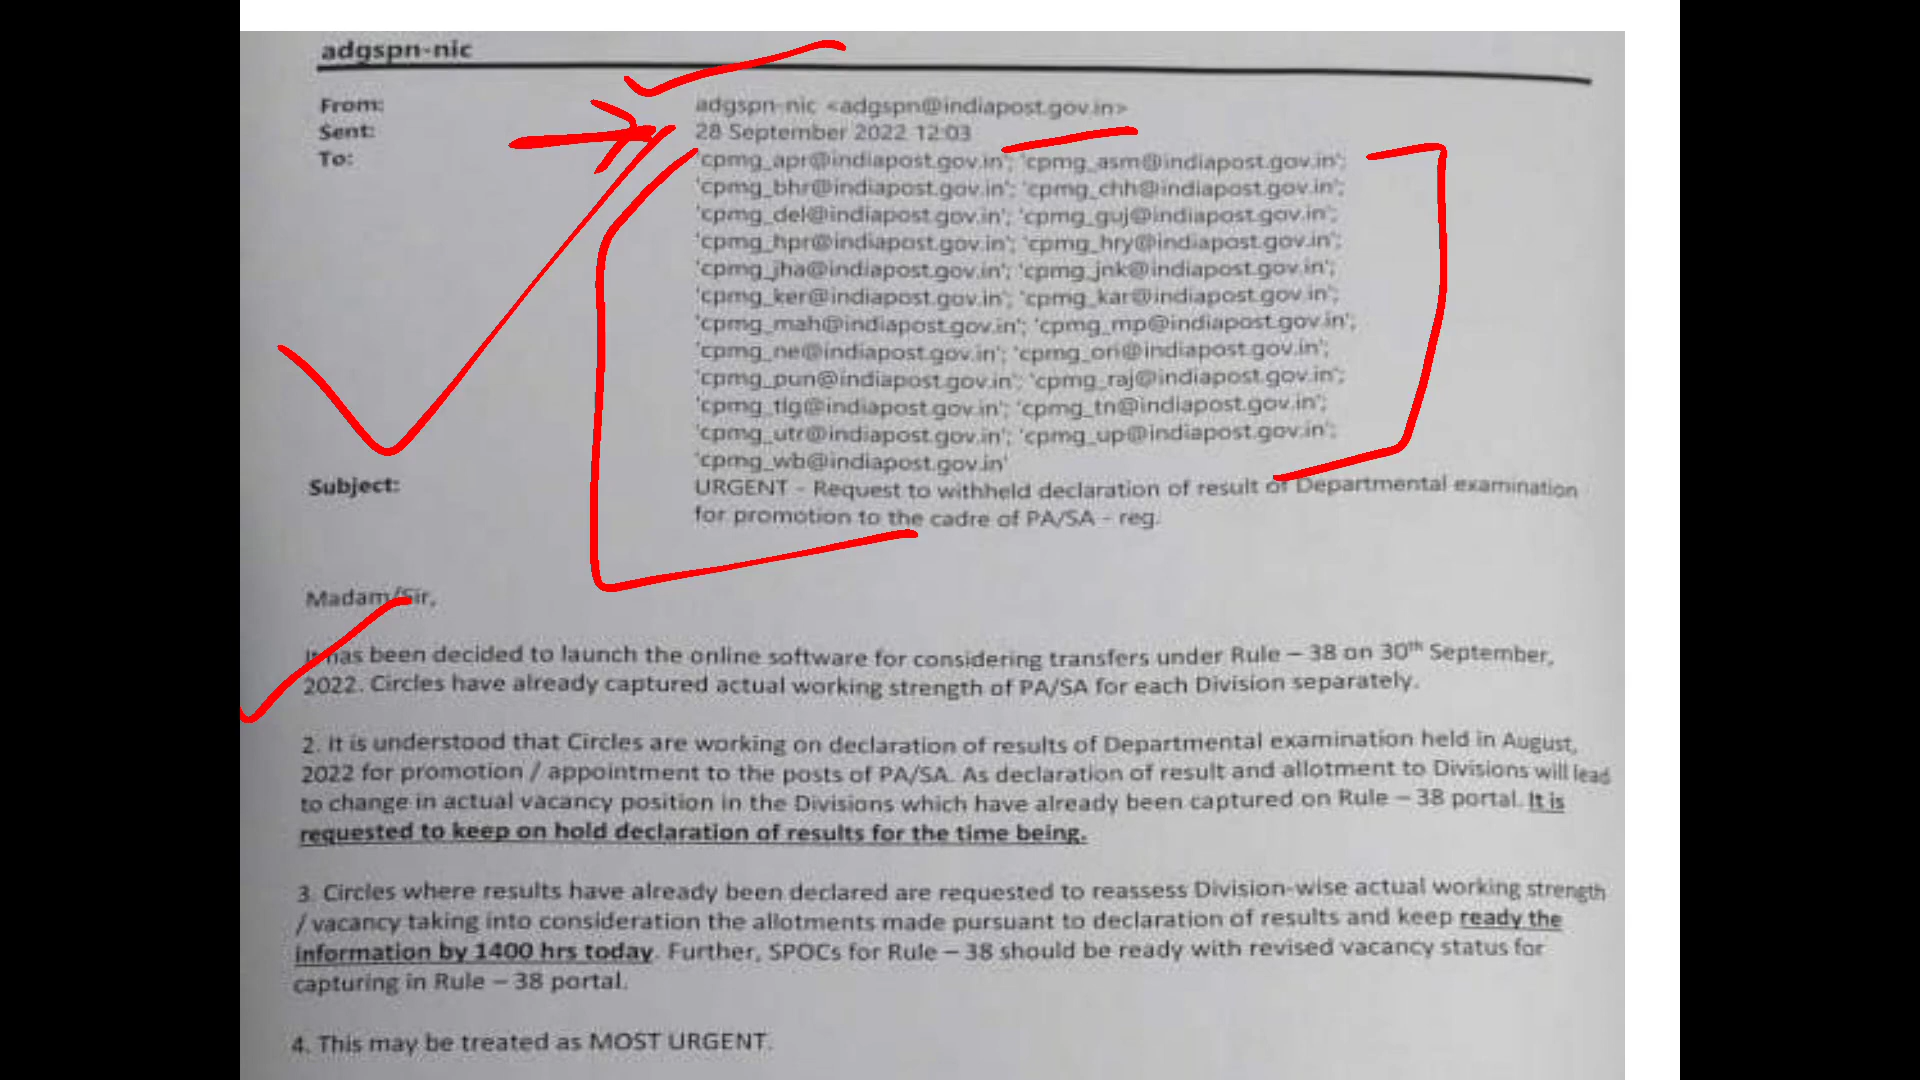 adgspn-nic
From: adgspn-nic <adgspn@indiapost.gov.in>
Sent: 28 September 2022 12:03
To: 'cpmg_apr@indiapost.gov.in'; 'cpmg_asm@indiapost.gov.in';
'cpmg_bhr@indiapost.gov.in'; 'cpmg_chh@indiapost.gov.in';
'cpmg_del@indiapost.gov.in'; 'cpmg_guj@indiapost.gov.in';
'cpmg_hpr@indiapost.gov.in'; 'cpmg_hry@indiapost.gov.in';
'cpmg_jha@indiapost.gov.in'; 'cpmg_jnk@indiapost.gov.in';
'cpmg_ker@indiapost.gov.in'; 'cpmg_kar@indiapost.gov.in';
'cpmg_mah@indiapost.gov.in'; 'cpmg_mp@indiapost.gov.in';
'cpmg_ne@indiapost.gov.in'; 'cpmg_ori@indiapost.gov.in';
'cpmg_pun@indiapost.gov.in'; 'cpmg_raj@indiapost.gov.in';
'cpmg_tlg@indiapost.gov.in'; 'cpmg_tn@indiapost.gov.in';
'cpmg_utr@indiapost.gov.in'; 'cpmg_up@indiapost.gov.in';
'cpmg_wb@indiapost.gov.in'
Subject: URGENT - Request to withheld declaration of result of Departmental examination
for promotion to the cadre of PA/SA - reg.
Madam/Sir,
It has been decided to launch the online software for considering transfers under Rule – 38 on 30th September,
2022. Circles have already captured actual working strength of PA/SA for each Division separately.
2. It is understood that Circles are working on declaration of results of Departmental examination held in August,
2022 for promotion / appointment to the posts of PA/SA. As declaration of result and allotment to Divisions will lead
to change in actual vacancy position in the Divisions which have already been captured on Rule – 38 portal. It is
requested to keep on hold declaration of results for the time being.
3. Circles where results have already been declared are requested to reassess Division-wise actual working strength
/ vacancy taking into consideration the allotments made pursuant to declaration of results and keep ready the
information by 1400 hrs today. Further, SPOCs for Rule – 38 should be ready with revised vacancy status for
capturing in Rule – 38 portal.
4. This may be treated as MOST URGENT.